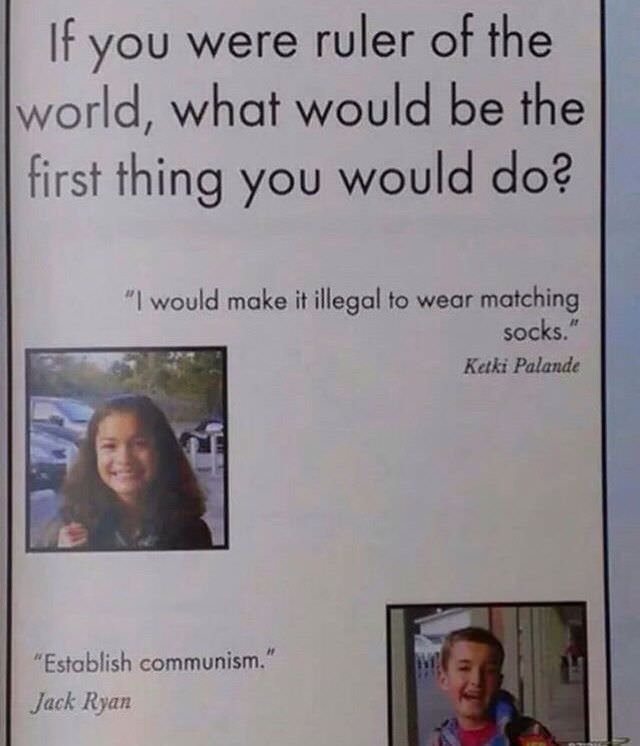 If you were ruler of the
world, what would be the
first thing you would do?
"I would make it illegal to wear matching
socks."
Ketki Palande
"Establish communism."
Jack Ryan